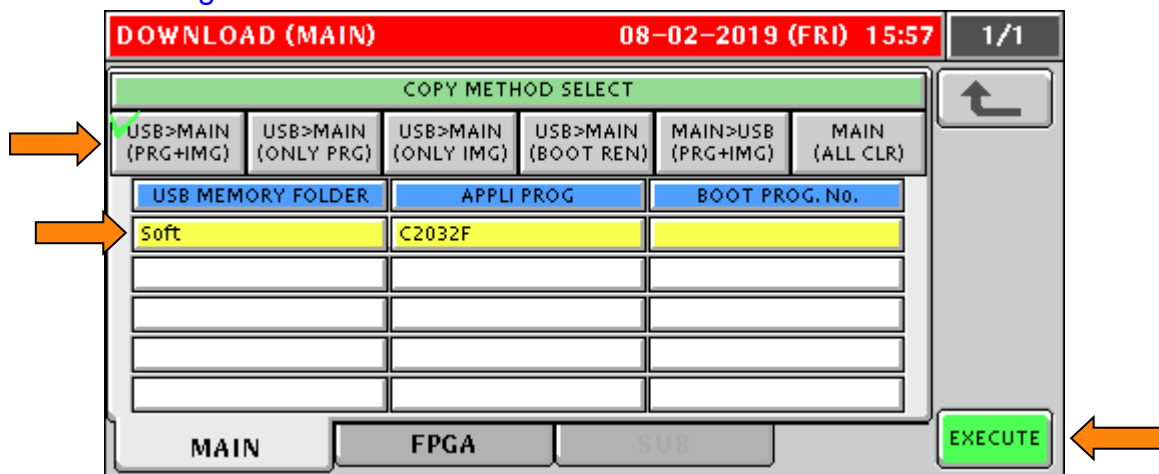 DOWNLOAD (MAIN) 08-02-2019 (FRI) 15:57 1/1
COPY METHOD SELECT
USB>MAIN (PRG+IMG)
USB>MAIN (ONLY PRG)
USB>MAIN (ONLY IMG)
USB>MAIN (BOOT REN)
MAIN>USB (PRG+IMG)
MAIN (ALL CLR)
USB MEMORY FOLDER APPLI PROG BOOT PROG. No.
Soft C2032F
MAIN FPGA SUB EXECUTE